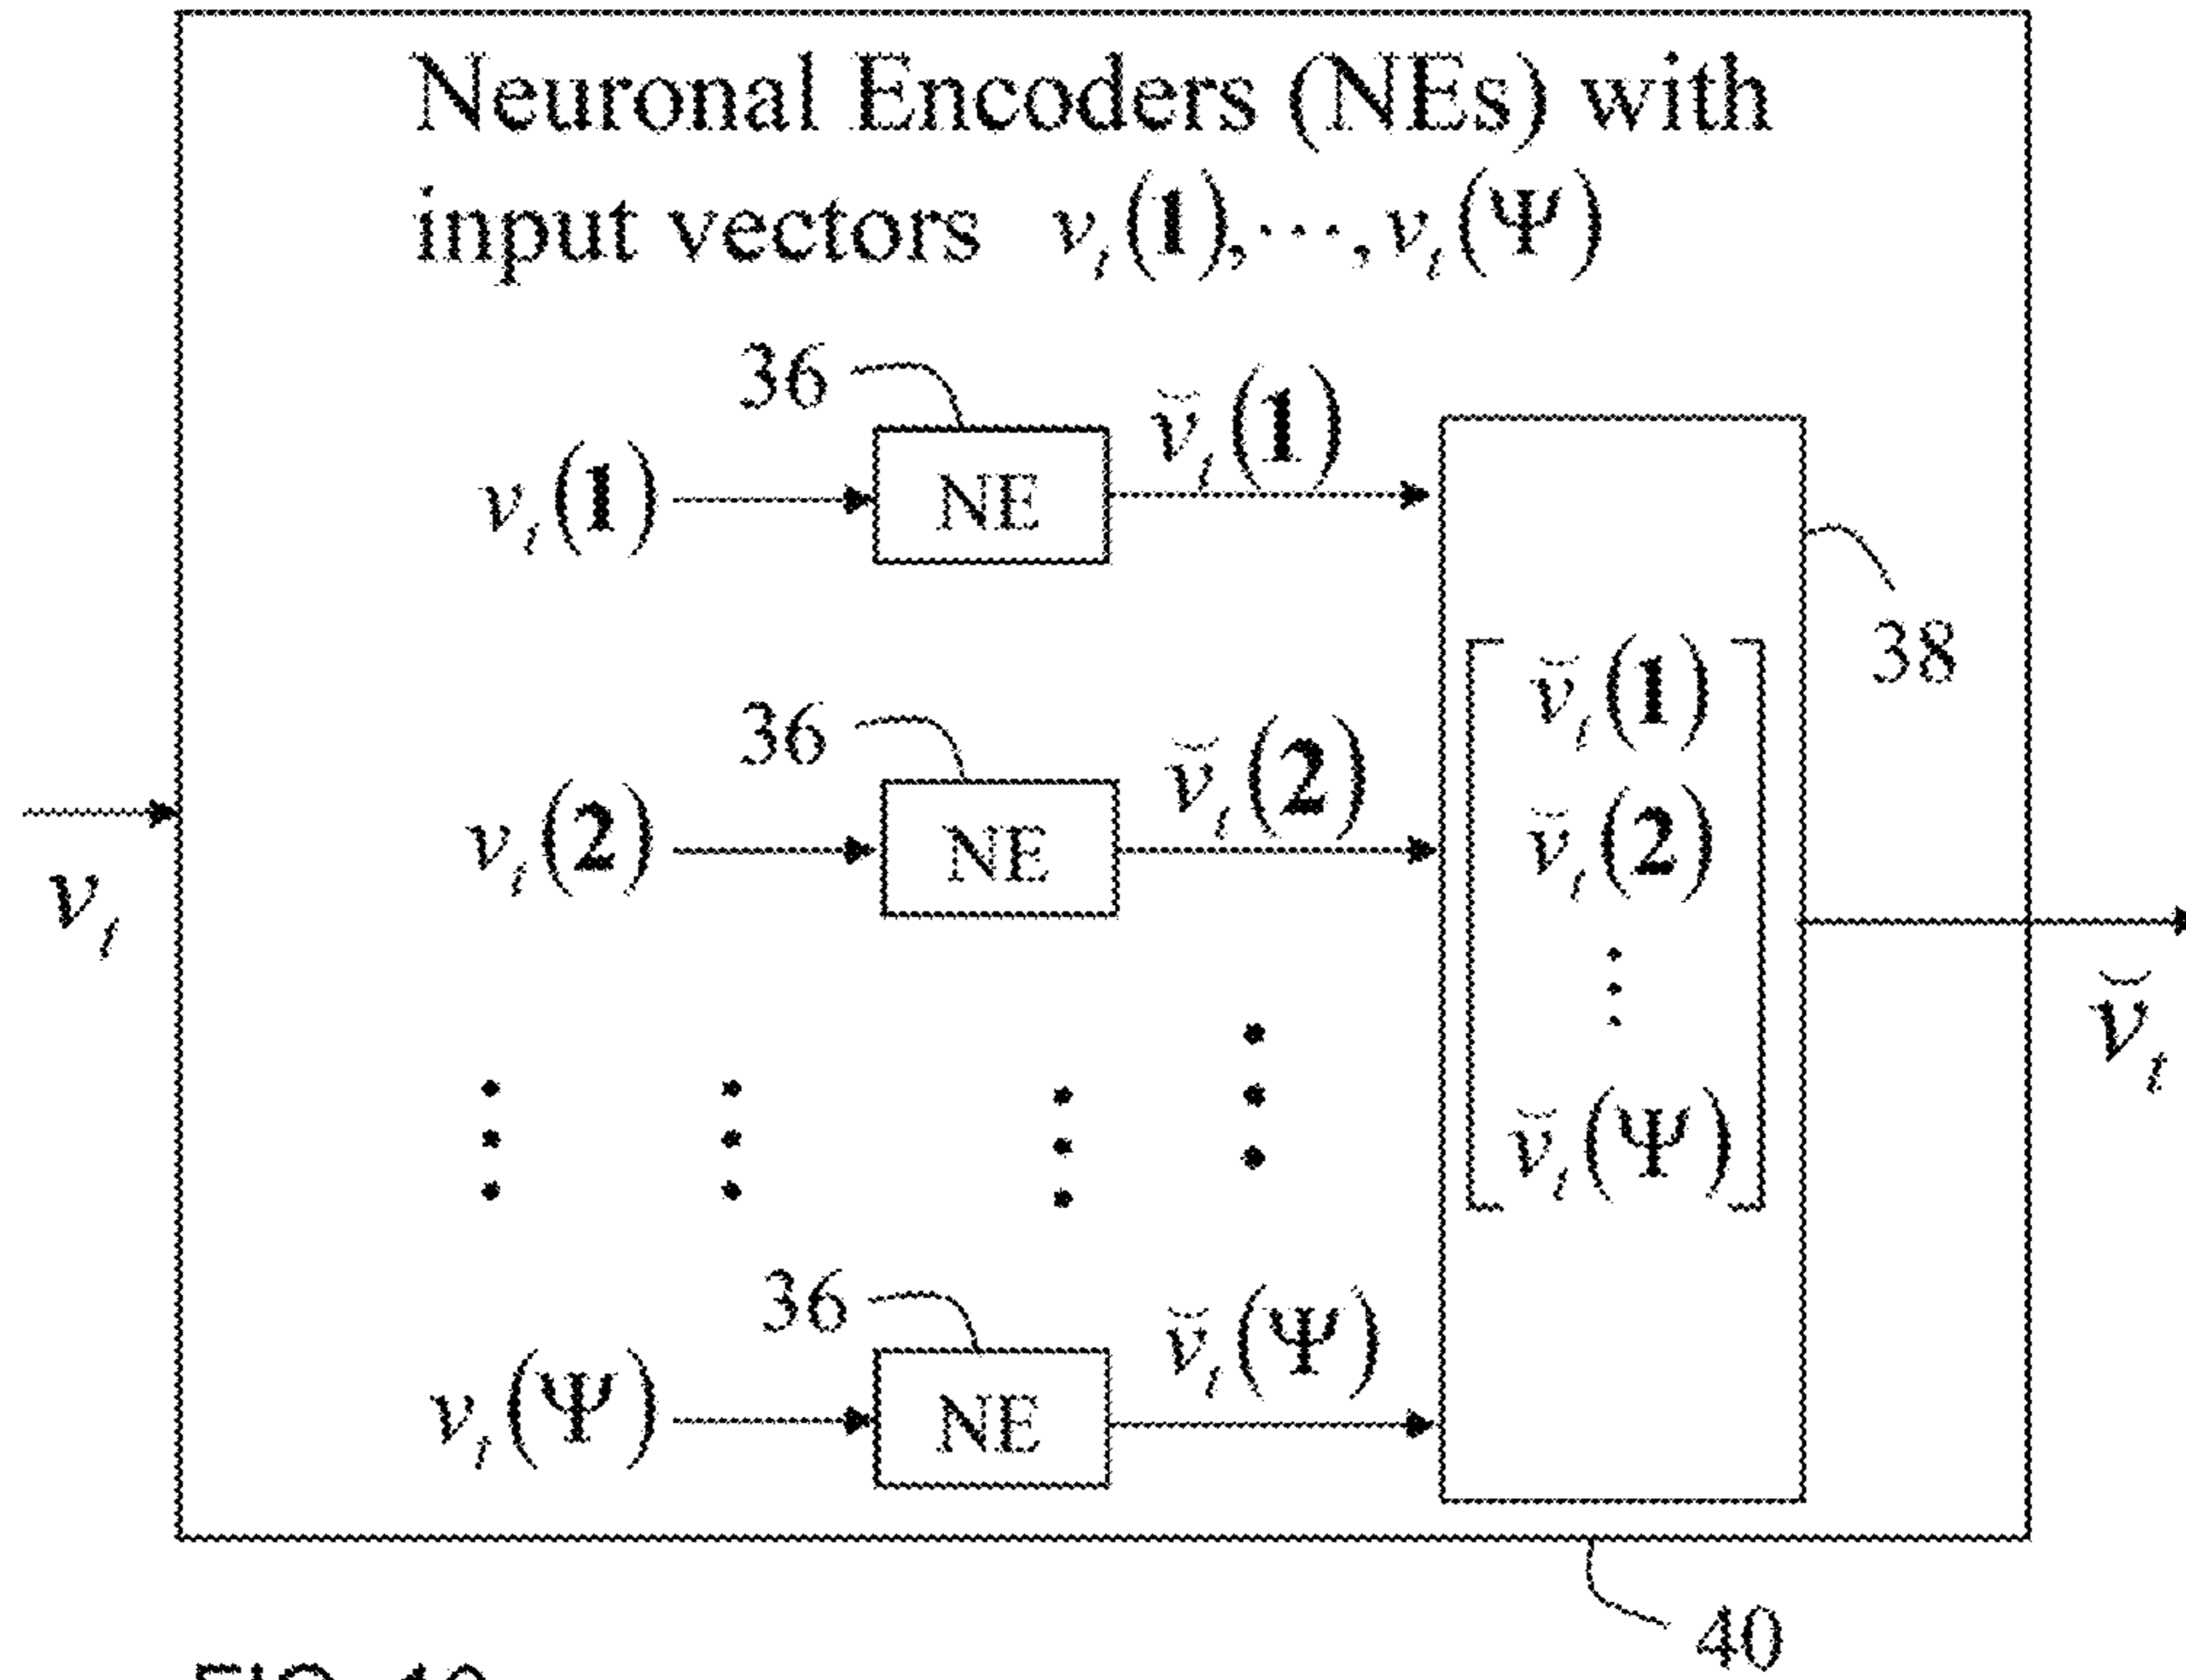 Neuronal Encoders (NEs) with
input vectors v_t(1),⋯,v_t(Ψ)
36
v̆_t(1)
v_t(1)
NE
38
v̆_t(1)
36
v̆_t(2)
v_t(2)
NE
v̆_t(2)
v_t
v̆_t
v̆_t(Ψ)
36
v̆_t(Ψ)
v_t(Ψ)
NE
40